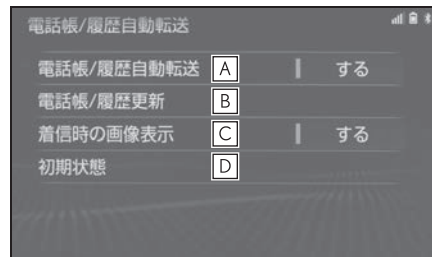 電話帳/履歴自動転送
電話帳/履歴自動転送 A する
電話帳/履歴更新 B
着信時の画像表示 C する
初期状態 D